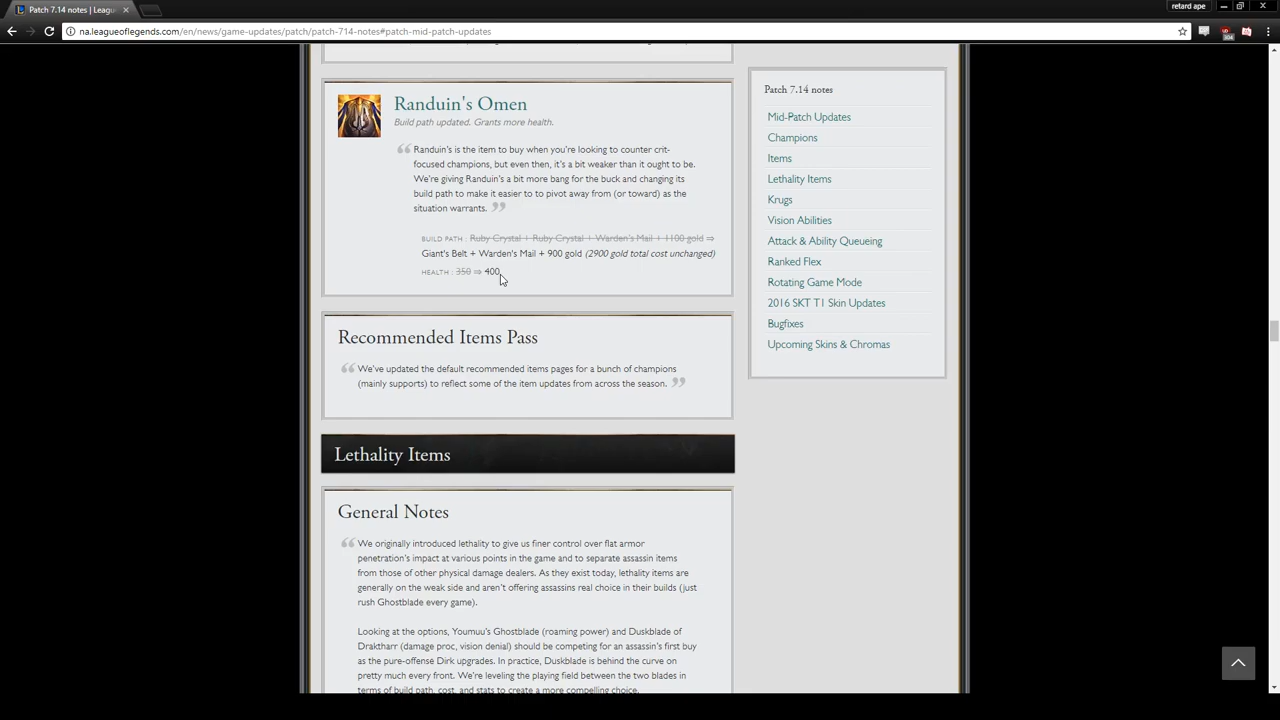 Patch 7.14 notes | Leagu
retard ape
na.leagueoflegends.com/en/news/game-updates/patch/patch-714-notes#patch-mid-patch-updates
Randuin's Omen
Build path updated. Grants more health.
Randuin's is the item to buy when you're looking to counter crit-
focused champions, but even then, it's a bit weaker than it ought to be.
We're giving Randuin's a bit more bang for the buck and changing its
build path to make it easier to to pivot away from (or toward) as the
situation warrants.
BUILD PATH : Ruby Crystal + Ruby Crystal + Warden's Mail + 1100 gold ⇒
Giant's Belt + Warden's Mail + 900 gold (2900 gold total cost unchanged)
HEALTH : 350 ⇒ 400
Recommended Items Pass
We've updated the default recommended items pages for a bunch of champions
(mainly supports) to reflect some of the item updates from across the season.
Lethality Items
General Notes
We originally introduced lethality to give us finer control over flat armor
penetration's impact at various points in the game and to separate assassin items
from those of other physical damage dealers. As they exist today, lethality items are
generally on the weak side and aren't offering assassins real choice in their builds (just
rush Ghostblade every game).
Looking at the options, Youmuu's Ghostblade (roaming power) and Duskblade of
Draktharr (damage proc, vision denial) should be competing for an assassin's first buy
as the pure-offense Dirk upgrades. In practice, Duskblade is behind the curve on
pretty much every front. We're leveling the playing field between the two blades in
terms of build path, cost, and stats to create a more compelling choice.
Patch 7.14 notes
Mid-Patch Updates
Champions
Items
Lethality Items
Krugs
Vision Abilities
Attack & Ability Queueing
Ranked Flex
Rotating Game Mode
2016 SKT T1 Skin Updates
Bugfixes
Upcoming Skins & Chromas